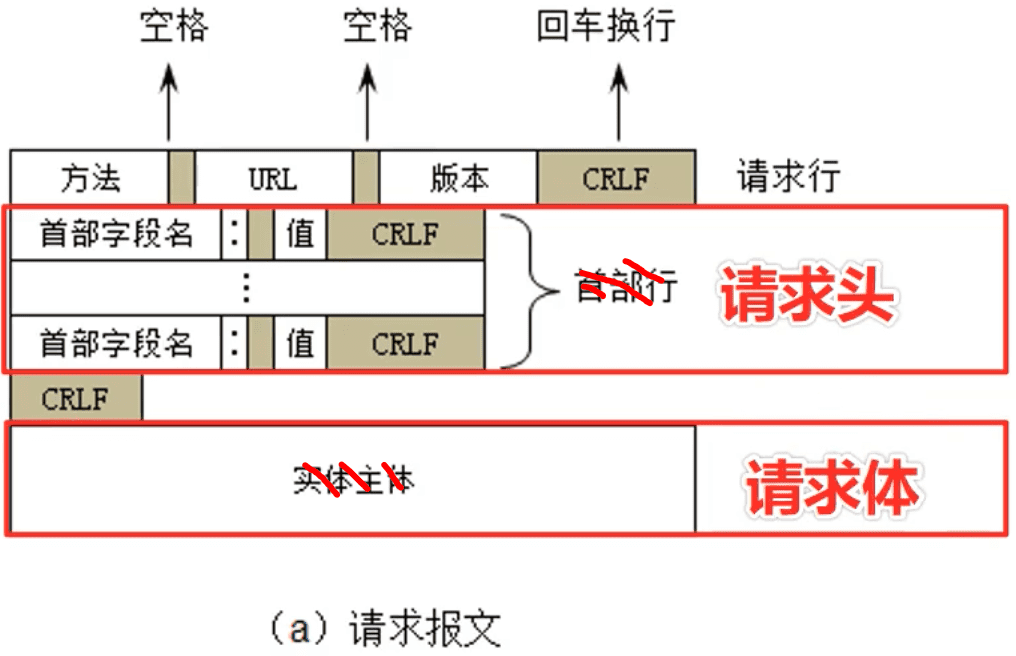 空格 空格 回车换行
方法 URL 版本 CRLF 请求行
首部字段名 : 值 CRLF
⋮ 首部行 请求头
首部字段名 : 值 CRLF
CRLF
实体主体 请求体
(a) 请求报文